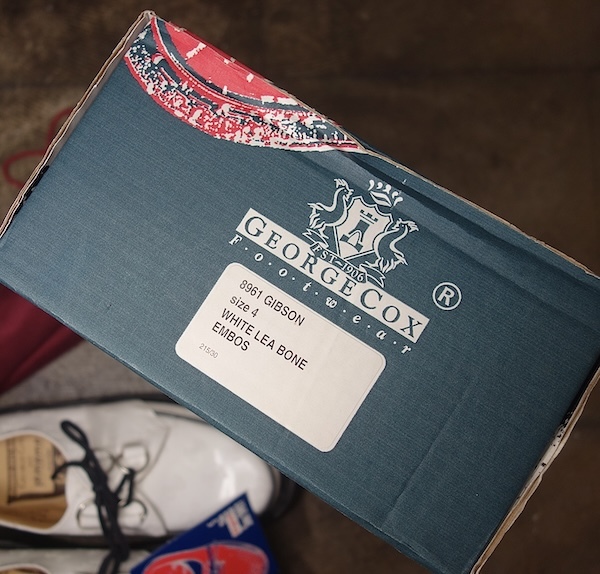 EST-1906
GEORGE COX
®
F·o·o·t·w·e·a·r
8961 GIBSON
size 4
WHITE LEA BONE
EMBOS
21530